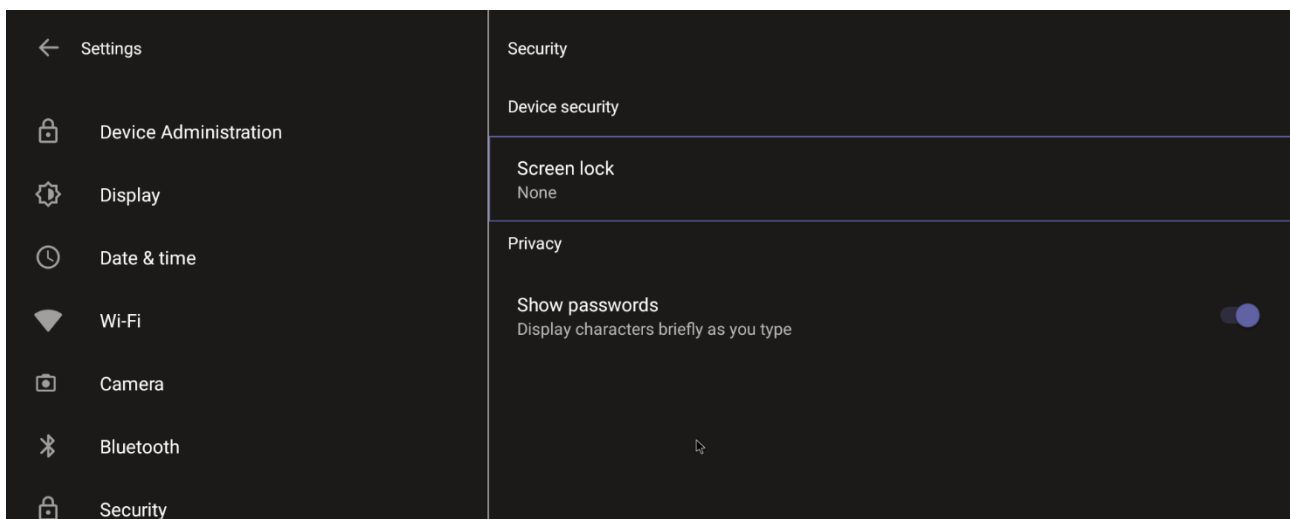 Settings
Device Administration
Display
Date & time
Wi-Fi
Camera
Bluetooth
Security
Security
Device security
Screen lock
None
Privacy
Show passwords
Display characters briefly as you type